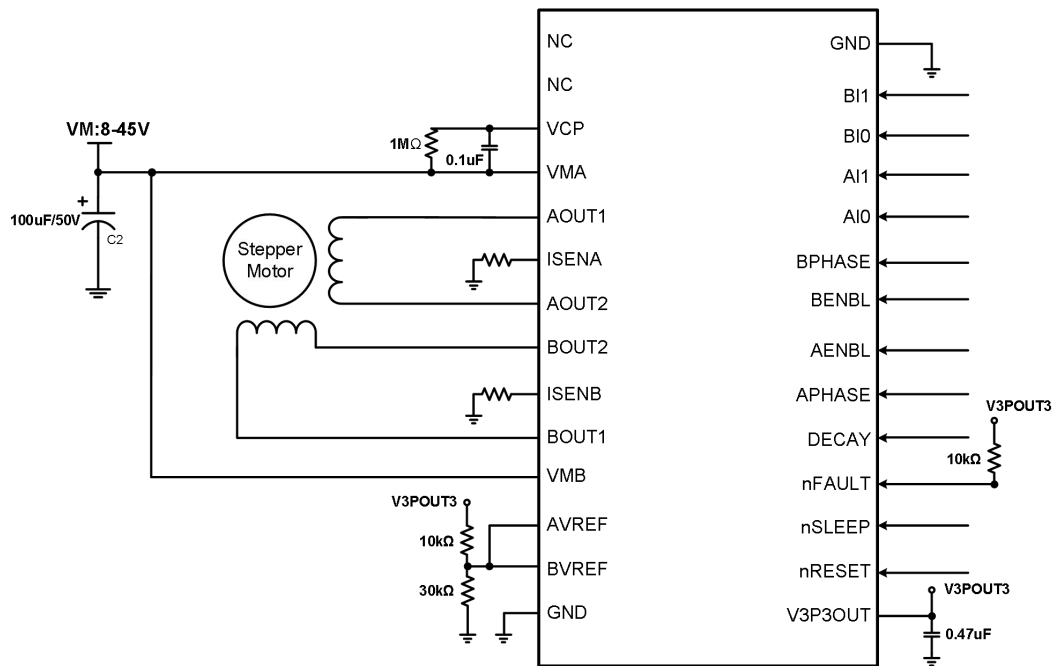 NC
NC
VM:8-45V
1MΩ
0.1uF
VCP
VMA
100uF/50V
C2
Stepper
Motor
AOUT1
ISENA
AOUT2
BOUT2
ISENB
BOUT1
VMB
V3POUT3
10kΩ
30kΩ
AVREF
BVREF
GND
GND
BI1
BI0
AI1
AI0
BPHASE
BENBL
AENBL
APHASE
V3POUT3
DECAY
10kΩ
nFAULT
nSLEEP
nRESET
V3POUT3
V3P3OUT
0.47uF